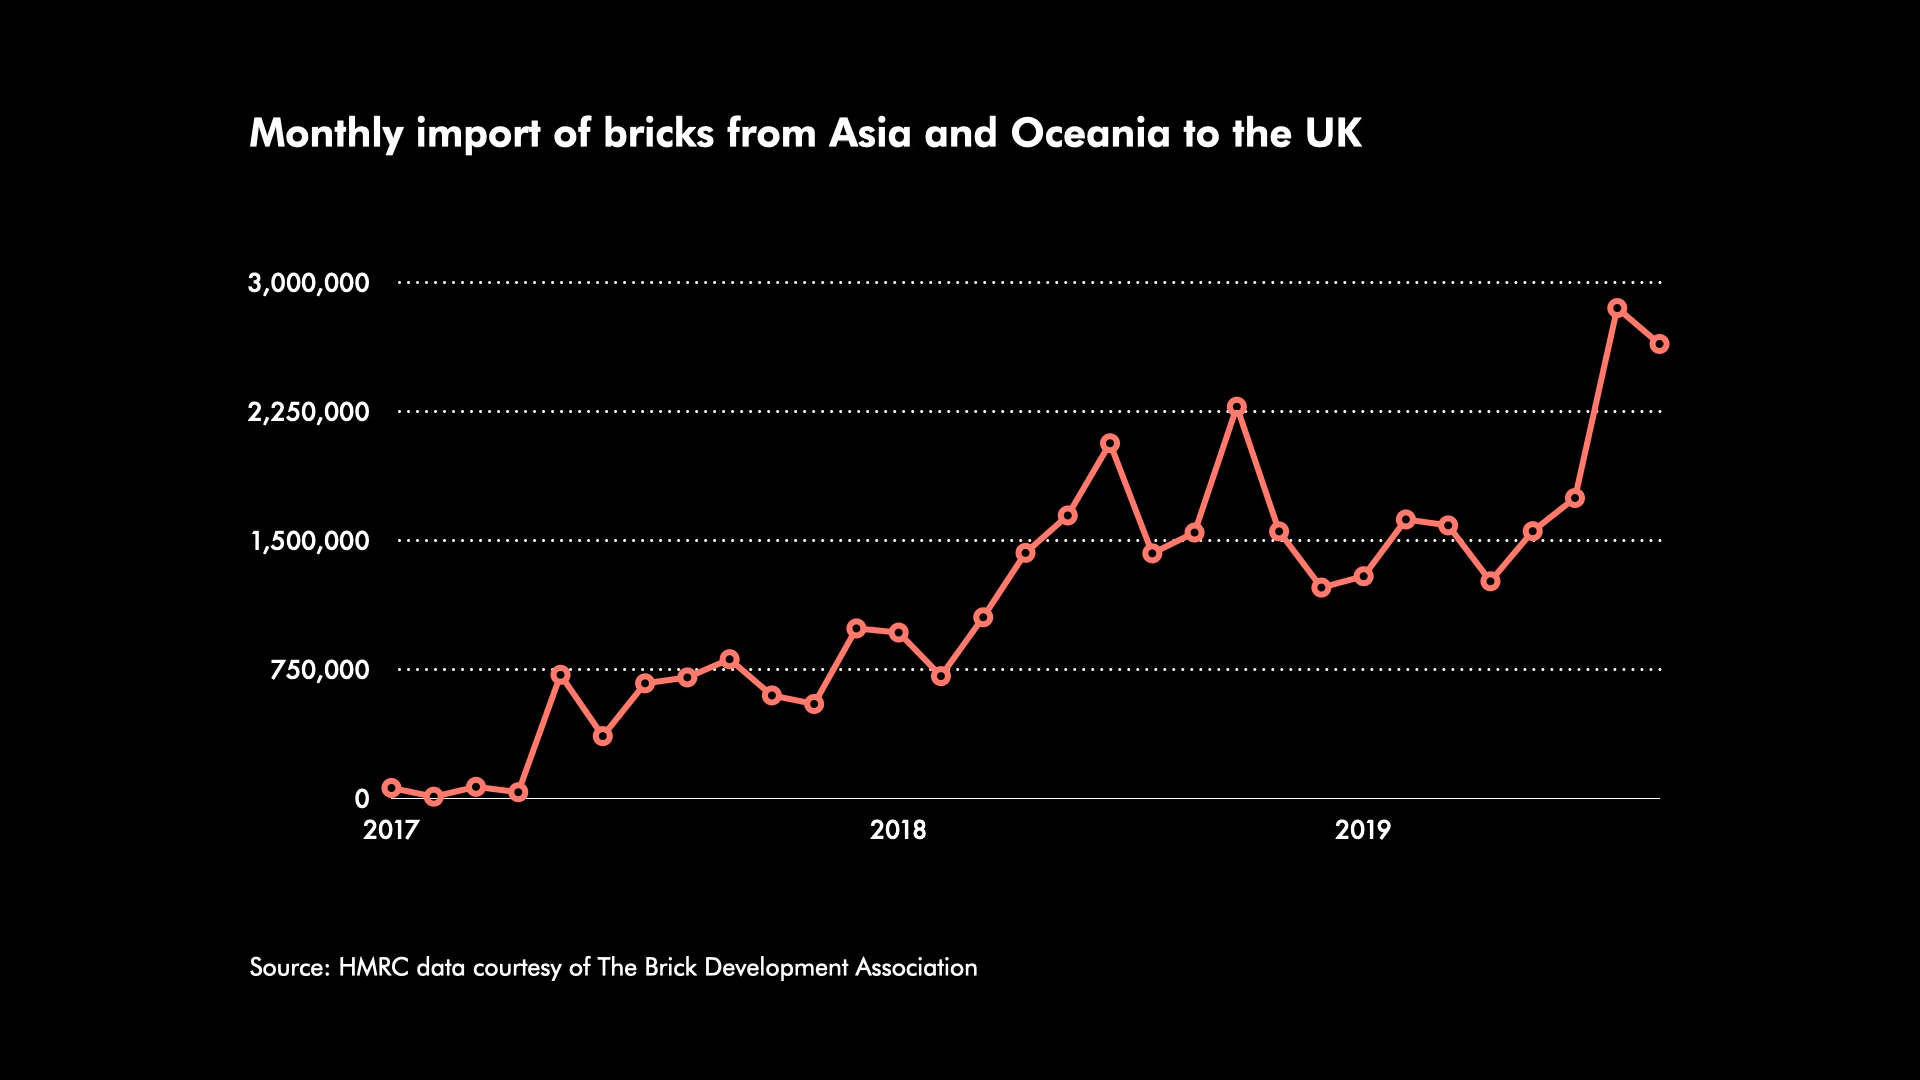 Monthly import of bricks from Asia and Oceania to the UK
3,000,000
2,250,000
1,500,000
750,000
0
2017 2018 2019
Source: HMRC data courtesy of The Brick Development Association